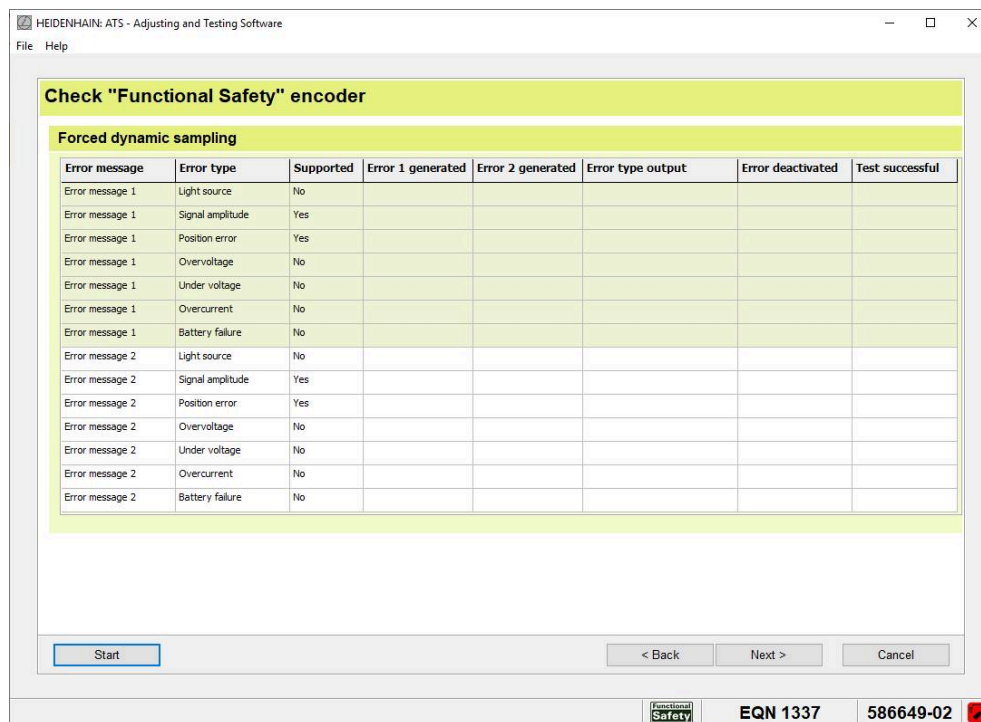 HEIDENHAIN: ATS - Adjusting and Testing Software
File Help
Check "Functional Safety" encoder
Forced dynamic sampling
Error message Error type Supported Error 1 generated Error 2 generated Error type output Error deactivated Test successful
Error message 1 Light source No
Error message 1 Signal amplitude Yes
Error message 1 Position error Yes
Error message 1 Overvoltage No
Error message 1 Under voltage No
Error message 1 Overcurrent No
Error message 1 Battery failure No
Error message 2 Light source No
Error message 2 Signal amplitude Yes
Error message 2 Position error Yes
Error message 2 Overvoltage No
Error message 2 Under voltage No
Error message 2 Overcurrent No
Error message 2 Battery failure No
Start < Back Next > Cancel
Functional
Safety EQN 1337 586649-02